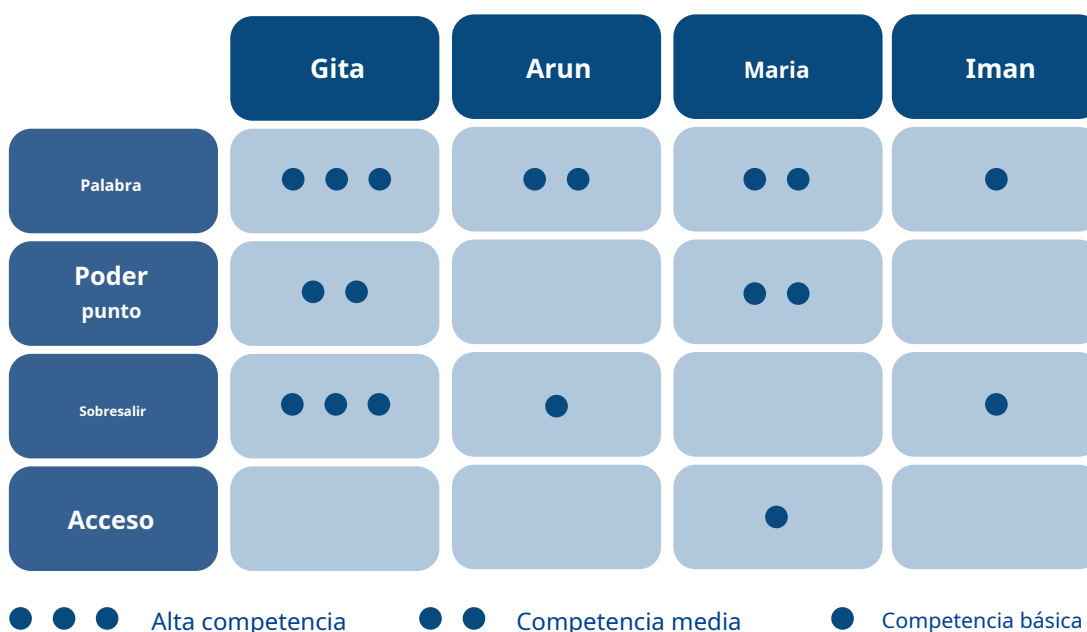 Gita
Arun
Maria
Iman
Palabra
Poder
punto
Sobresalir
Acceso
Alta competencia
Competencia media
Competencia básica